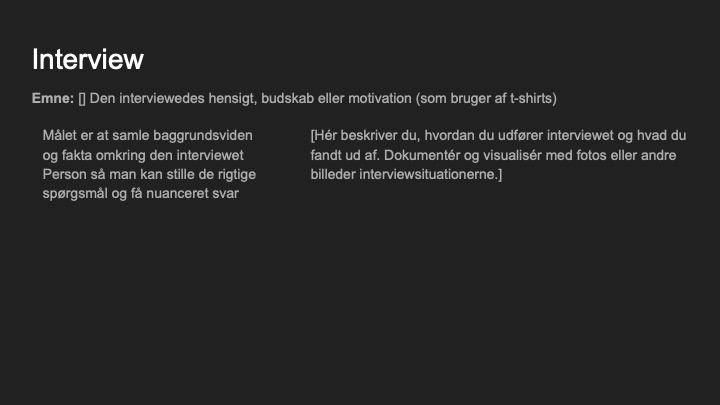 Interview
Emne: [] Den interviewedes hensigt, budskab eller motivation (som bruger af t-shirts)
Målet er at samle baggrundsviden
og fakta omkring den interviewet
Person så man kan stille de rigtige
spørgsmål og få nuanceret svar
[Hér beskriver du, hvordan du udfører interviewet og hvad du
fandt ud af. Dokumentér og visualisér med fotos eller andre
billeder interviewsituationerne.]